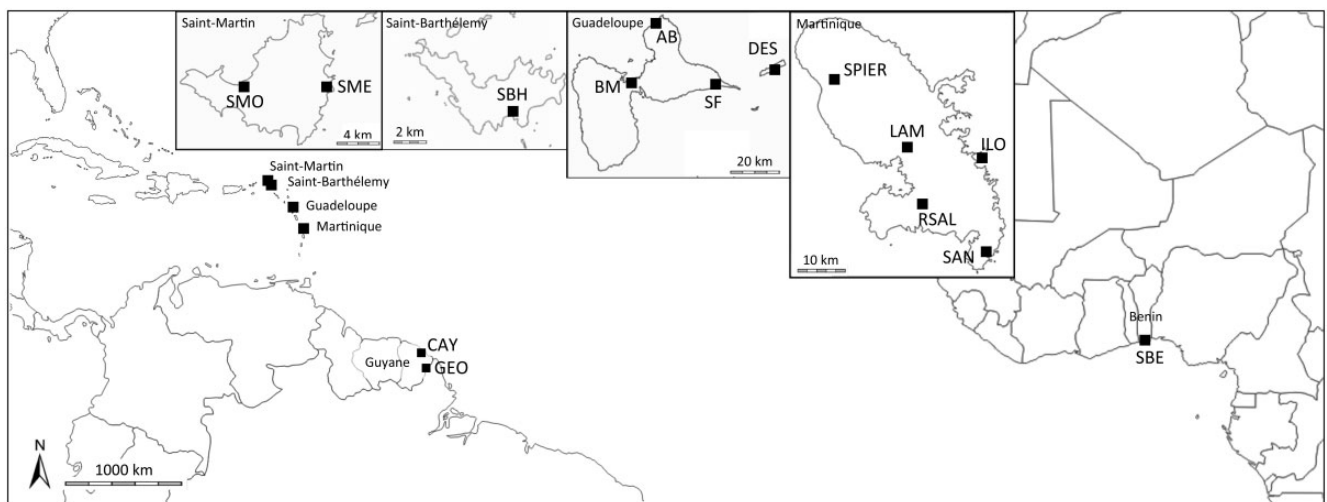 Saint-Martin
SMO
SME
4 km
Saint-Barthélemy
SBH
2 km
Guadeloupe
AB
DES
BM
SF
20 km
Martinique
SPIER
LAM
ILO
RSAL
SAN
10 km
Saint-Martin
Saint-Barthélemy
Guadeloupe
Martinique
CAY
Guyane
GEO
Benin
SBE
N
1000 km